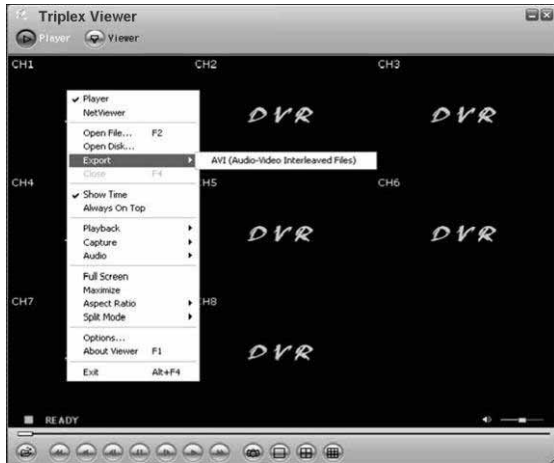 Triplex Viewer
Player Viewer
CH1 CH2 CH3
DVR DVR
✓ Player
NetViewer
Open File... F2
Open Disk...
Export AVI (Audio-Video Interleaved Files)
Close F4
CH4 CH5 CH6
✓ Show Time
Always On Top
DVR DVR
Playback
Capture
Audio
Full Screen
Maximize
CH7 CH8
Aspect Ratio
Split Mode
Options...
About Viewer F1
DVR
Exit Alt+F4
READY